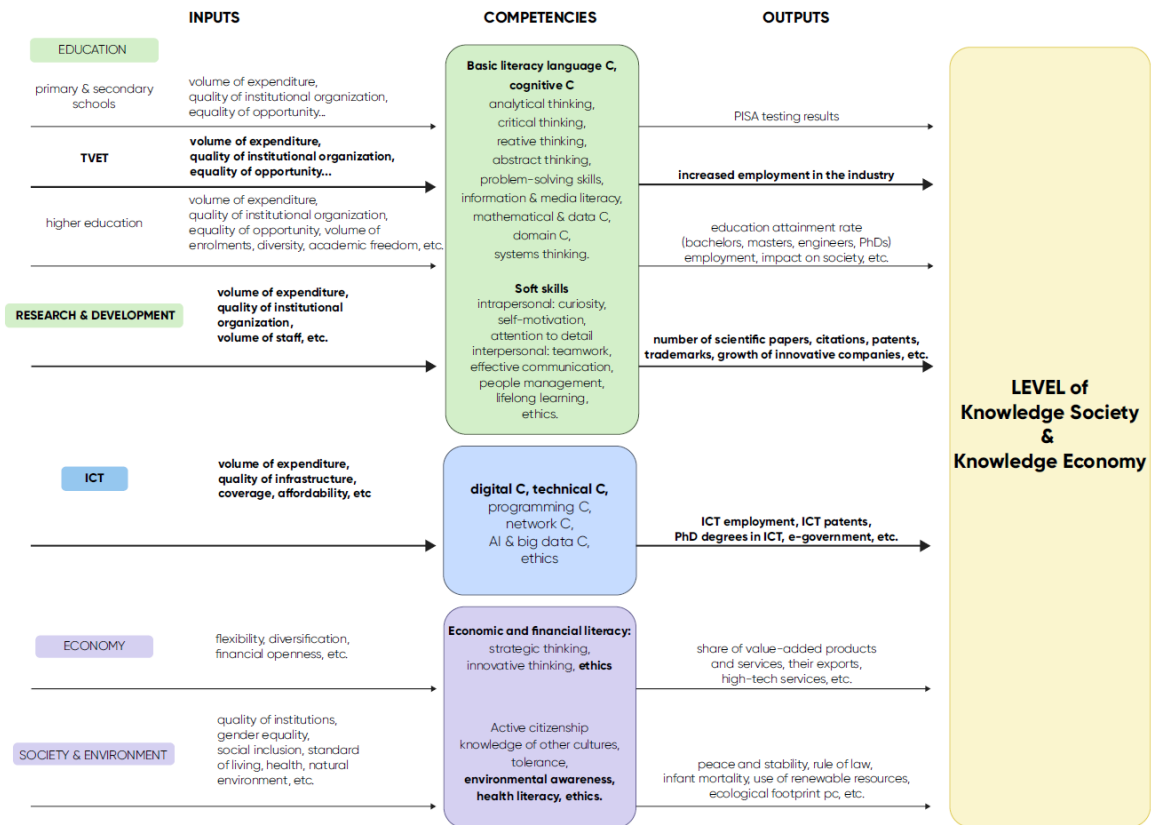 INPUTS
COMPETENCIES
OUTPUTS
EDUCATION
primary & secondary
schools
volume of expenditure,
quality of institutional organization,
equality of opportunity...
TVET
volume of expenditure,
quality of institutional organization,
equality of opportunity...
higher education
volume of expenditure,
quality of institutional organization,
equality of opportunity, volume of
enrolments, diversity, academic freedom, etc.
RESEARCH & DEVELOPMENT
volume of expenditure,
quality of institutional
organization,
volume of staff, etc.
Basic literacy language C,
cognitive C
analytical thinking,
critical thinking,
reative thinking,
abstract thinking,
problem-solving skills,
information & media literacy,
mathematical & data C,
domain C,
systems thinking.
Soft skills
intrapersonal: curiosity,
self-motivation,
attention to detail
interpersonal: teamwork,
effective communication,
people management,
lifelong learning,
ethics.
PISA testing results
increased employment in the industry
education attainment rate
(bachelors, masters, engineers, PhDs)
employment, impact on society, etc.
number of scientific papers, citations, patents,
trademarks, growth of innovative companies, etc.
ICT
volume of expenditure,
quality of infrastructure,
coverage, affordability, etc
digital C, technical C,
programming C,
network C,
AI & big data C,
ethics
ICT employment, ICT patents,
PhD degrees in ICT, e-government, etc.
ECONOMY
flexibility, diversification,
financial openness, etc.
Economic and financial literacy:
strategic thinking,
innovative thinking, ethics
share of value-added products
and services, their exports,
high-tech services, etc.
SOCIETY & ENVIRONMENT
quality of institutions,
gender equality,
social inclusion, standard
of living, health, natural
environment, etc.
Active citizenship
knowledge of other cultures,
tolerance,
environmental awareness,
health literacy, ethics.
peace and stability, rule of law,
infant mortality, use of renewable resources,
ecological footprint pc, etc.
LEVEL of
Knowledge Society
&
Knowledge Economy